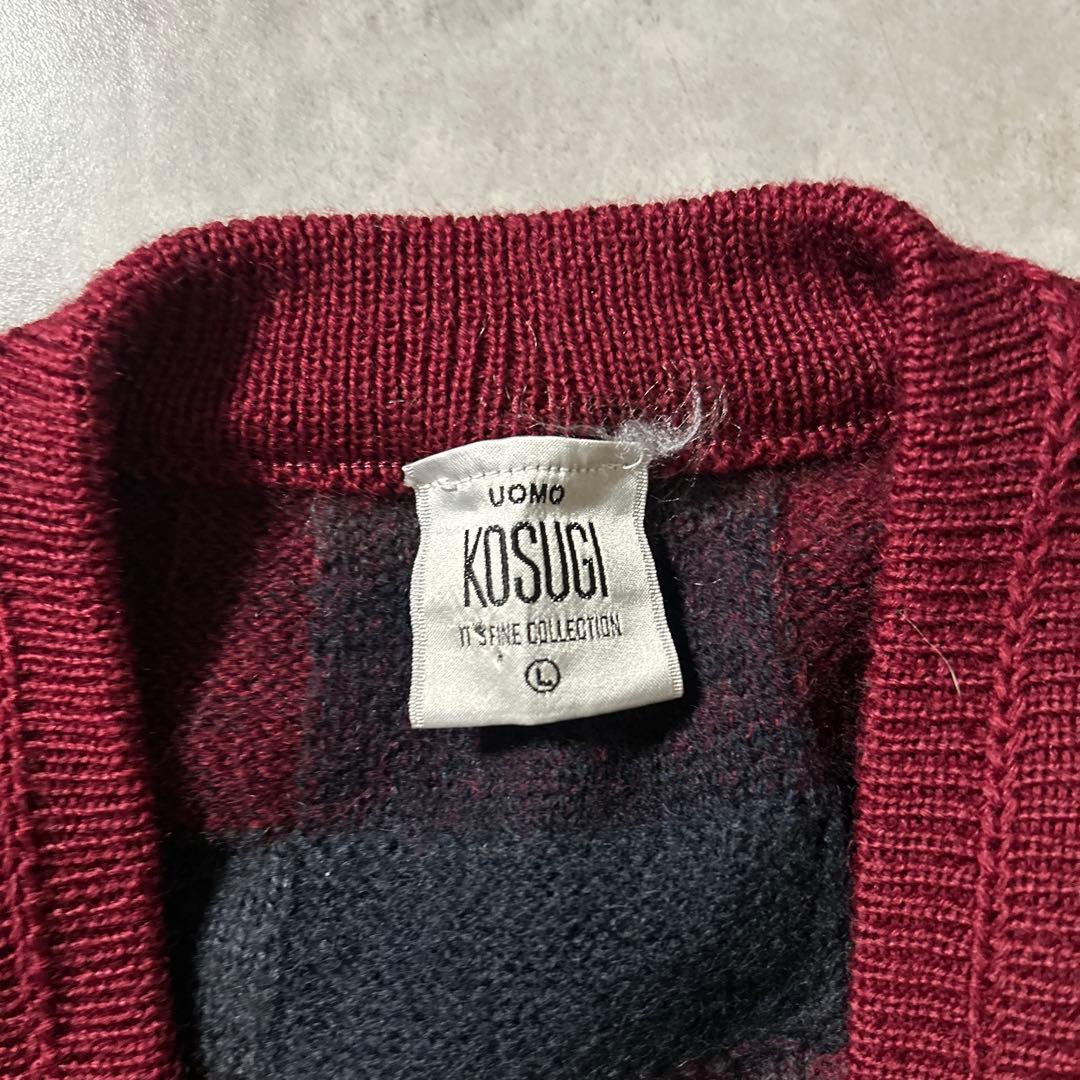 UOMO
KOSUGI
IT'S FINE COLLECTION
L